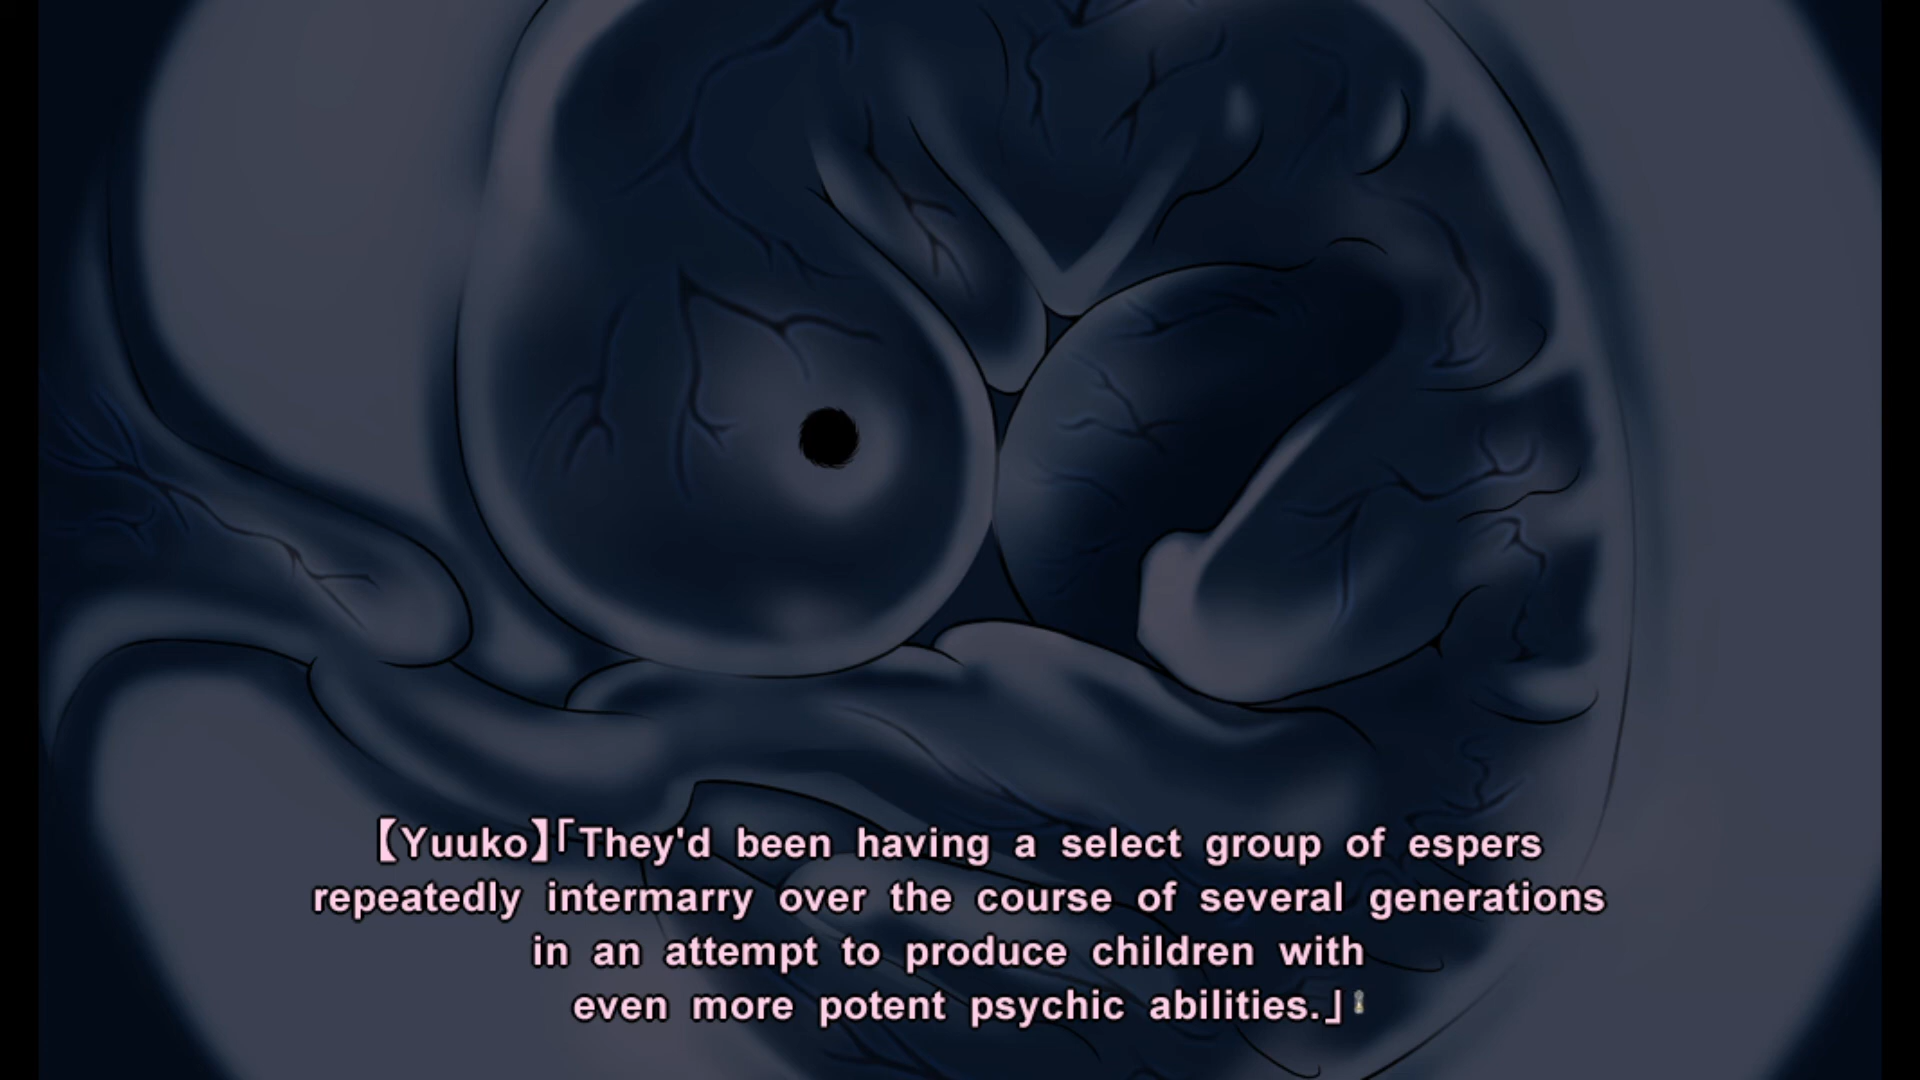 【Yuuko】「They'd been having a select group of espers
repeatedly intermarry over the course of several generations
in an attempt to produce children with
even more potent psychic abilities.」